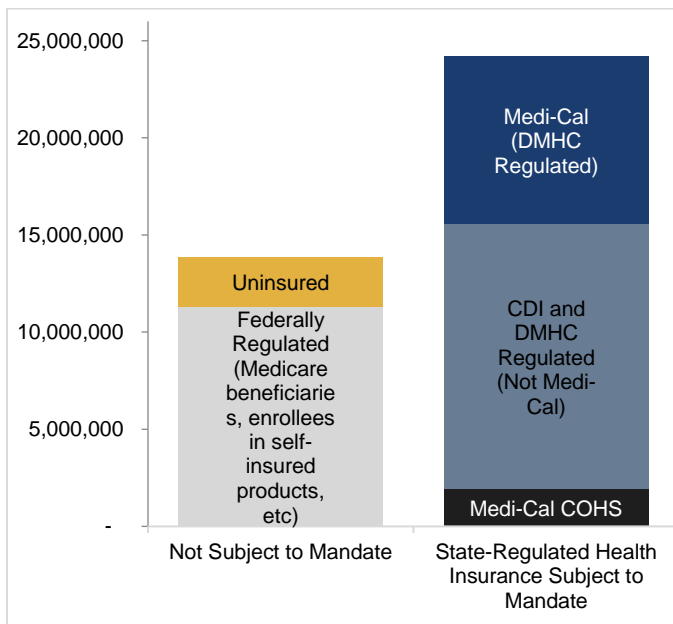 25,000,000
20,000,000
15,000,000
10,000,000
5,000,000
-
Uninsured
Federally
Regulated
(Medicare
beneficiarie
s, enrollees
in self-
insured
products,
etc)
Medi-Cal
(DMHC
Regulated)
CDI and
DMHC
Regulated
(Not Medi-
Cal)
Medi-Cal COHS
Not Subject to Mandate
State-Regulated Health
Insurance Subject to
Mandate